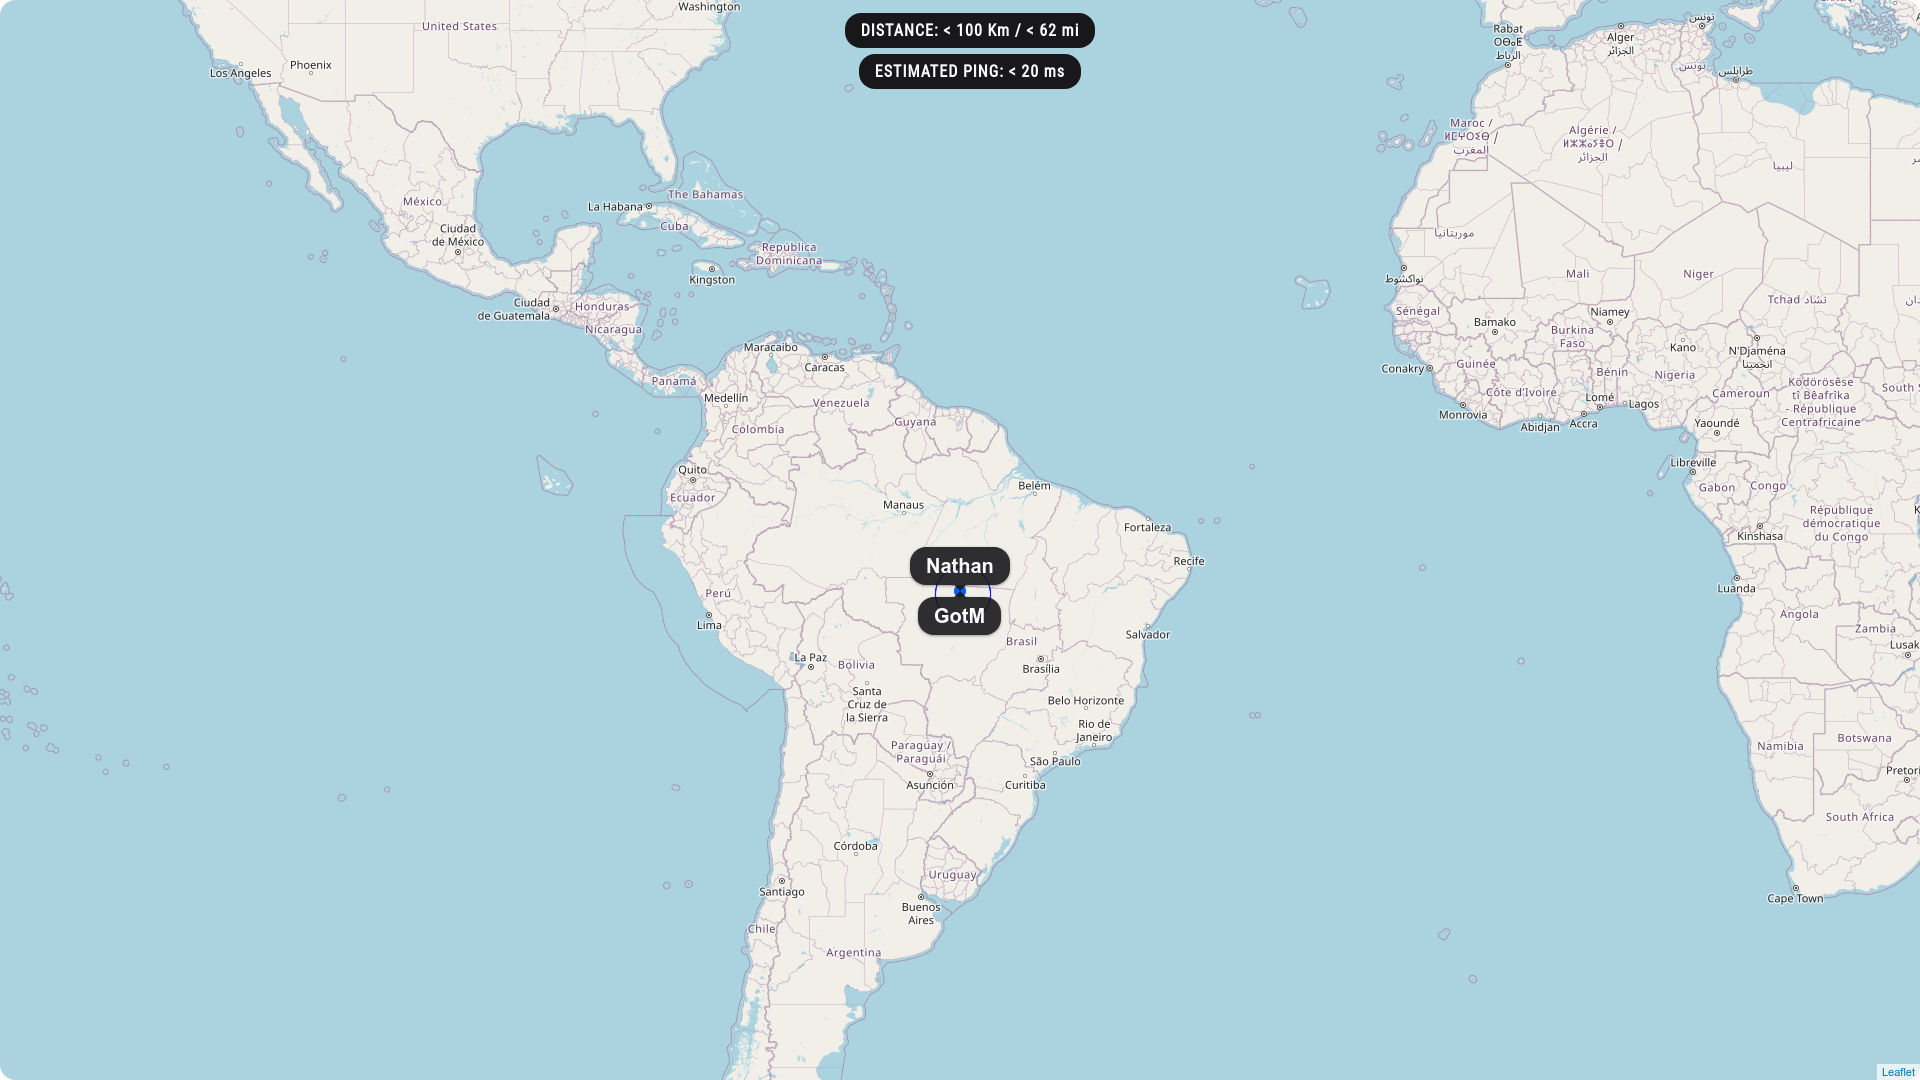 Washington
DISTANCE: < 100 Km / < 62 mi
ESTIMATED PING: < 20 ms
United States
Los Angeles
Phoenix
Rabat
ⵔⴱⴰⵟ
الرباط
Alger
الجزائر
تونس
تونس
طرابلس
Maroc /
ⵍⵎⵖⵔⵉⴱ /
المغرب
Algérie /
ⵍⵣⵣⴰⵢⴻⵔ /
الجزائر
ليبيا
The Bahamas
México
La Habana
Cuba
Ciudad
de México
República
Dominicana
Kingston
موريتانيا
نواكشوط
Mali
Niger
Tchad تشاد
Ciudad
de Guatemala
Honduras
Nicaragua
Sénégal
Bamako
Niamey
Burkina
Faso
Maracaibo
Caracas
Kano
N'Djaména
انجمينا
Conakry
Guinée
Bénin
Nigeria
Panamá
Medellín
Venezuela
Côte d'Ivoire
Lomé
Lagos
Cameroun
Ködörösêse
tî Bêafrîka
- République
Centrafricaine
South S
Colombia
Guyana
Monrovia
Abidjan
Accra
Yaoundé
Quito
Ecuador
Belém
Manaus
Libreville
Gabon
Congo
Fortaleza
République
démocratique
du Congo
Kinshasa
Nathan
Recife
Perú
GotM
Luanda
Lima
Brasil
Salvador
Angola
Zambia
Lusak
La Paz
Bolivia
Brasília
Santa
Cruz de
la Sierra
Belo Horizonte
Rio de
Janeiro
Paraguay /
Paraguái
São Paulo
Namibia
Botswana
Asunción
Curitiba
Pretori
South Africa
Córdoba
Uruguay
Santiago
Buenos
Aires
Cape Town
Chile
Argentina
Leaflet